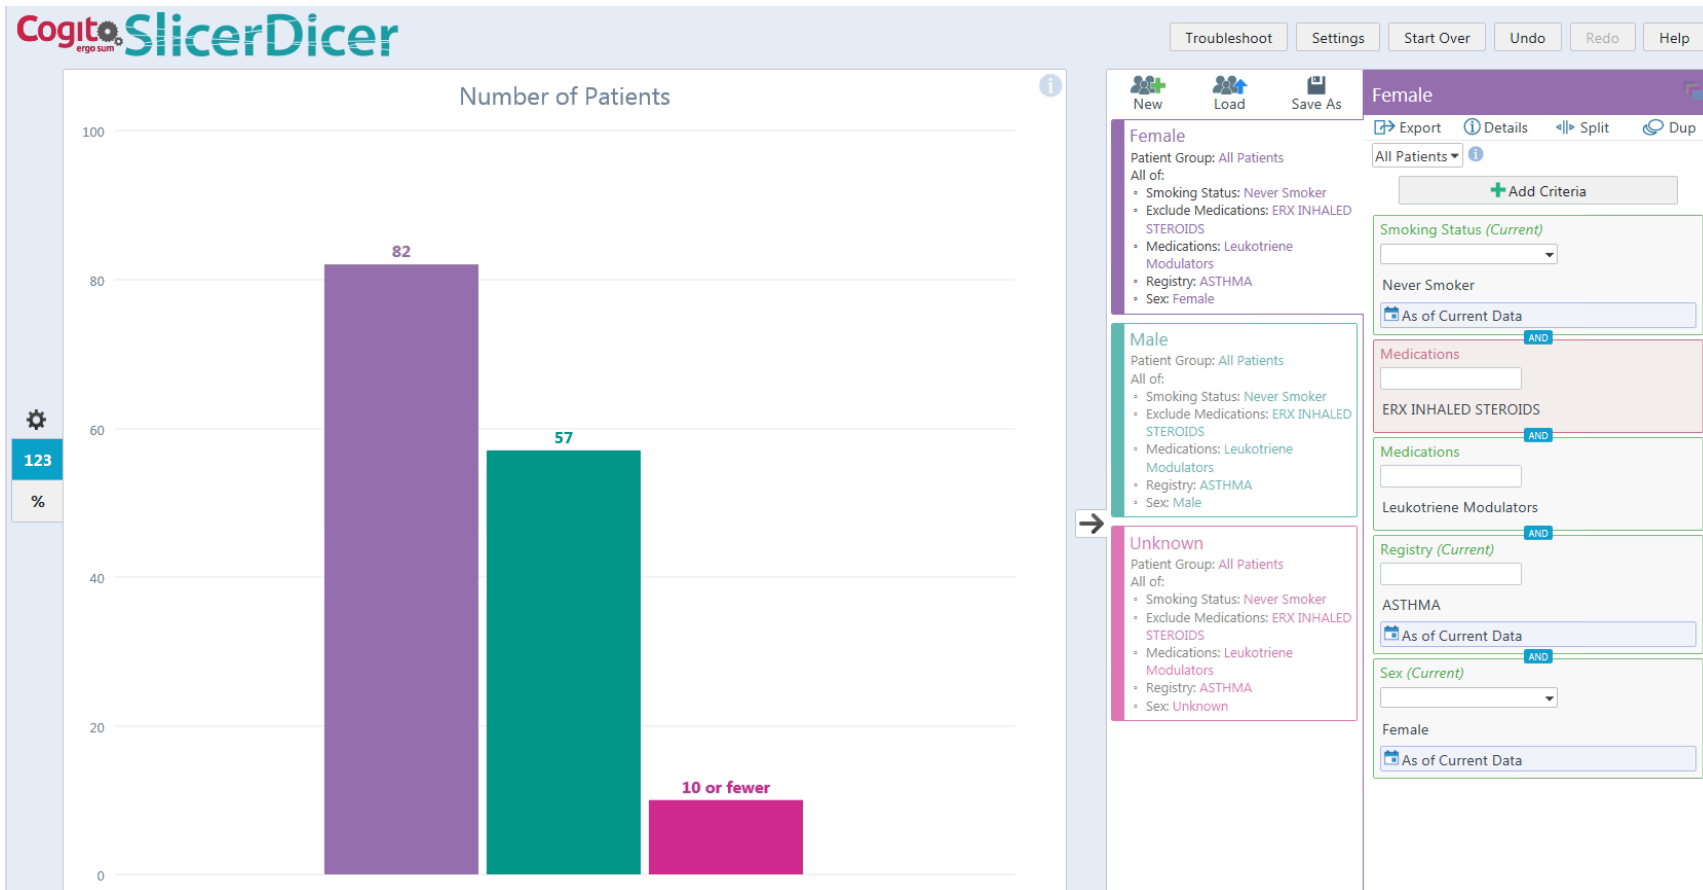 Cogito
ergo sum
SlicerDicer
Troubleshoot
Settings
Start Over
Undo
Redo
Help
Number of Patients
100
80
60
40
20
0
82
57
10 or fewer
123
%
New
Load
Save As
Female
Patient Group: All Patients
All of:
Smoking Status: Never Smoker
Exclude Medications: ERX INHALED
STEROIDS
Medications: Leukotriene
Modulators
Registry: ASTHMA
Sex: Female
Male
Patient Group: All Patients
All of:
Smoking Status: Never Smoker
Exclude Medications: ERX INHALED
STEROIDS
Medications: Leukotriene
Modulators
Registry: ASTHMA
Sex: Male
Unknown
Patient Group: All Patients
All of:
Smoking Status: Never Smoker
Exclude Medications: ERX INHALED
STEROIDS
Medications: Leukotriene
Modulators
Registry: ASTHMA
Sex: Unknown
Female
Export
Details
Split
Dup
All Patients
Add Criteria
Smoking Status (Current)
Never Smoker
As of Current Data
AND
Medications
ERX INHALED STEROIDS
AND
Medications
Leukotriene Modulators
AND
Registry (Current)
ASTHMA
As of Current Data
AND
Sex (Current)
Female
As of Current Data